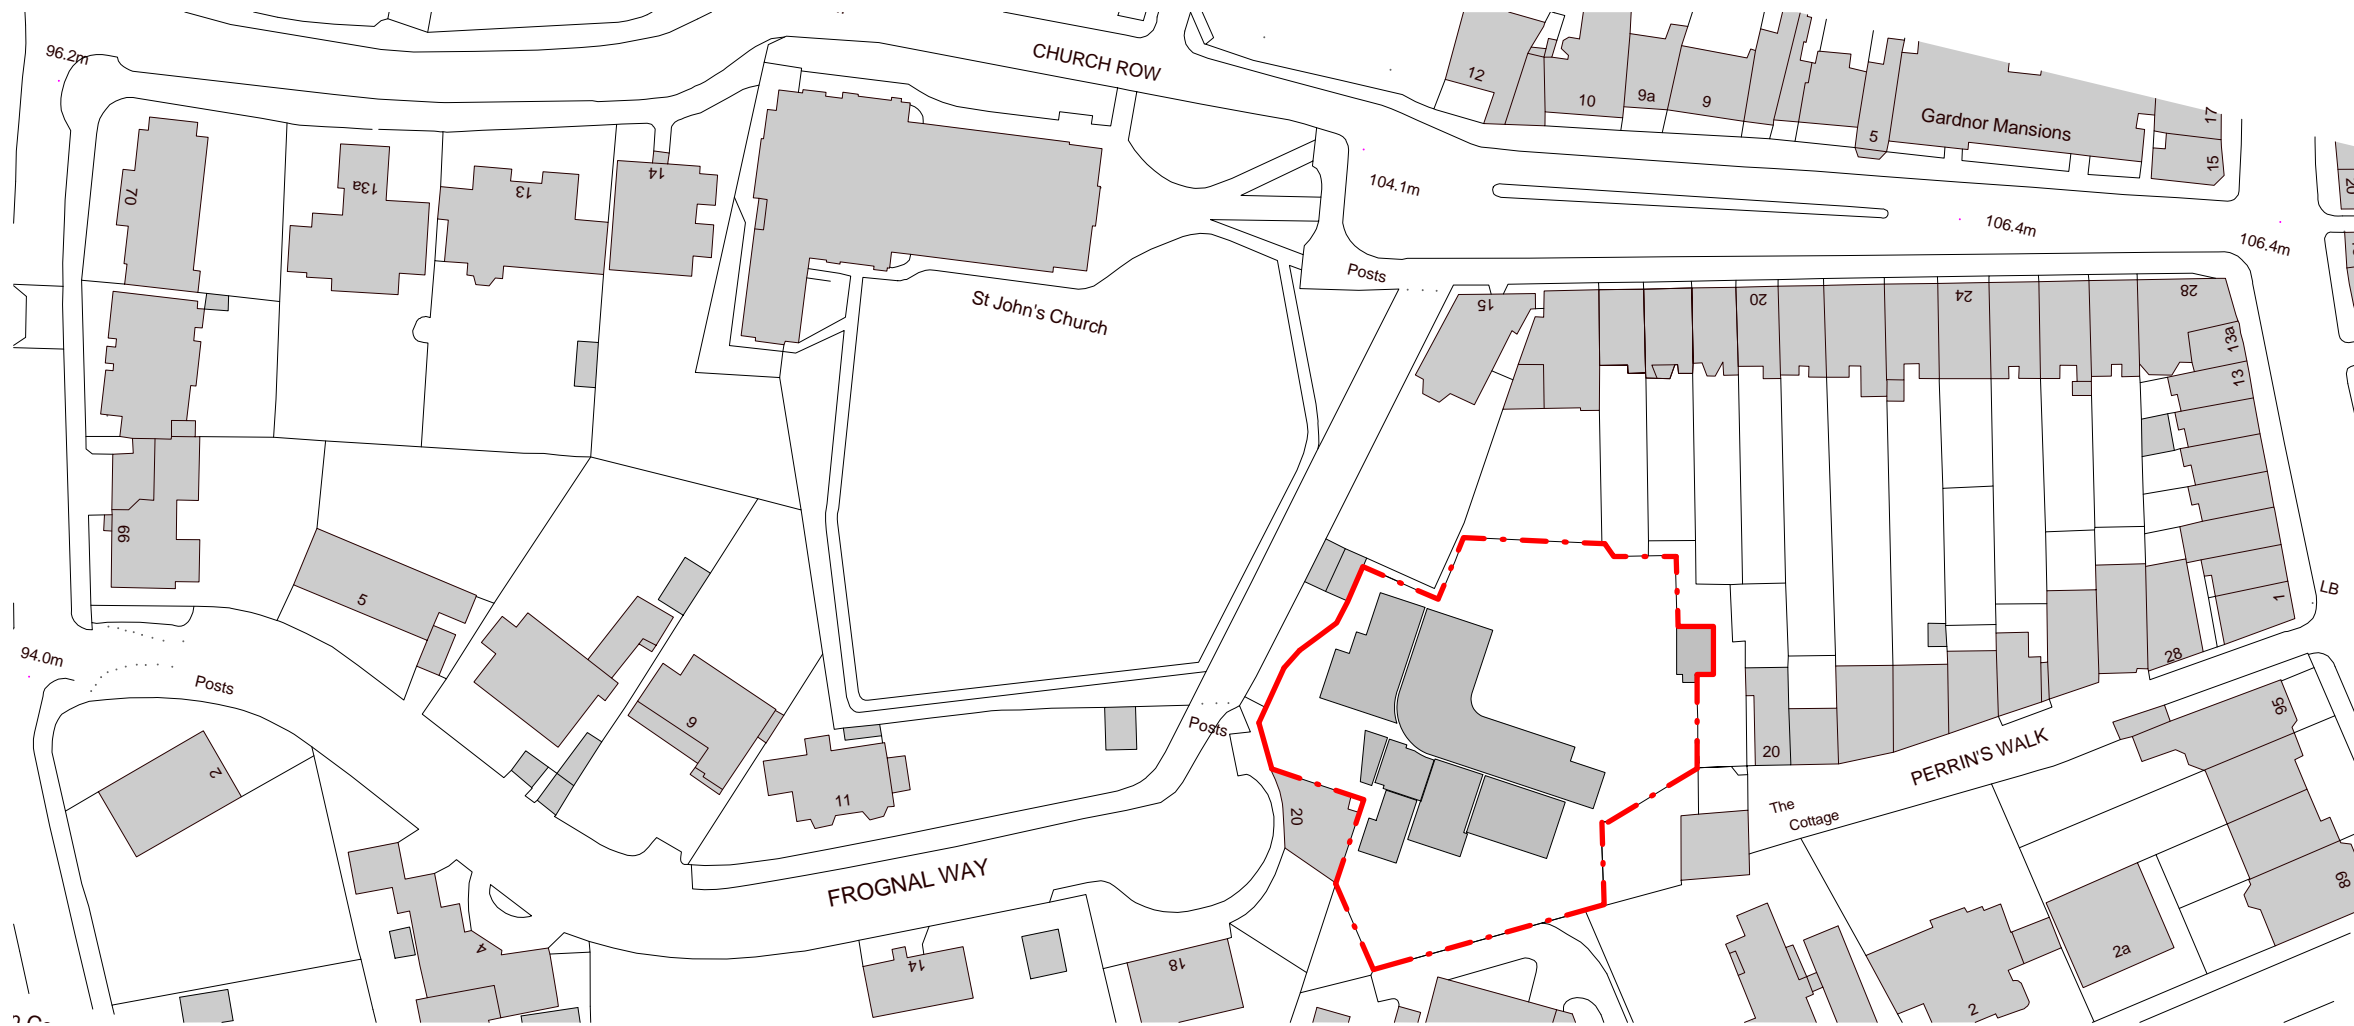 96.2m
CHURCH ROW
12
10
9a
9
5
Gardnor Mansions
17
15
20
70
13a
13
14
104.1m
106.4m
106.4m
St John's Church
Posts
15
20
24
28
13a
13
66
5
1
LB
94.0m
Posts
9
Posts
28
2
11
20
20
PERRIN'S WALK
95
The
Cottage
FROGNAL WAY
89
4
14
18
2a
2